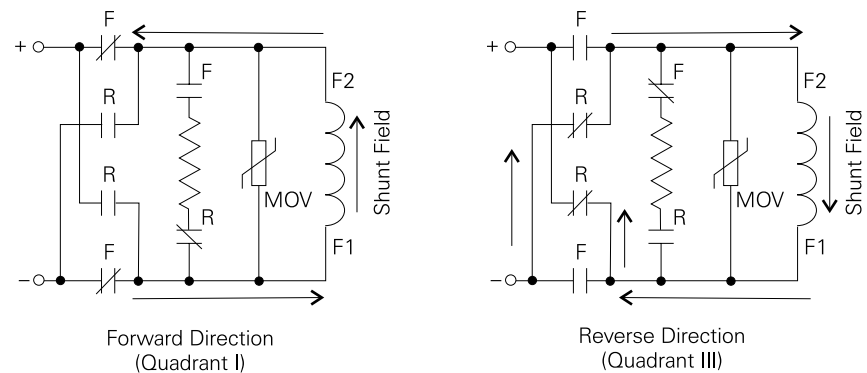 F
+
F
F2
R
Shunt Field
R
MOV
R
F1
F
−
Forward Direction
(Quadrant I)
F
+
F
F2
R
Shunt Field
R
MOV
R
F1
F
−
Reverse Direction
(Quadrant III)